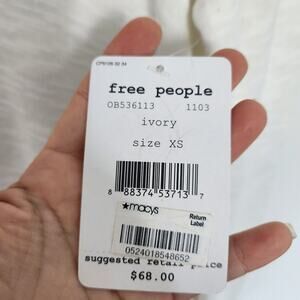 free people
OB536113 1103
ivory
size XS
8 88374 53713 7
★macys
Return
Label
0524018548652
suggested retail price
$68.00